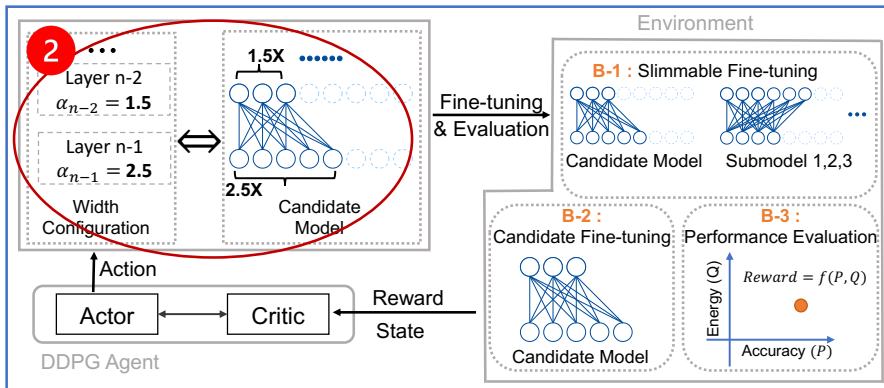 2
Layer n-2
αₙ₋₂ = 1.5
Layer n-1
αₙ₋₁ = 2.5
Width
Configuration
1.5X
2.5X
Candidate
Model
Fine-tuning
& Evaluation
Environment
B-1 : Slimmable Fine-tuning
Candidate Model
Submodel 1,2,3
B-2 :
Candidate Fine-tuning
Candidate Model
B-3 :
Performance Evaluation
Reward = f(P, Q)
Energy (Q)
Accuracy (P)
Action
Actor
Critic
DDPG Agent
Reward
State